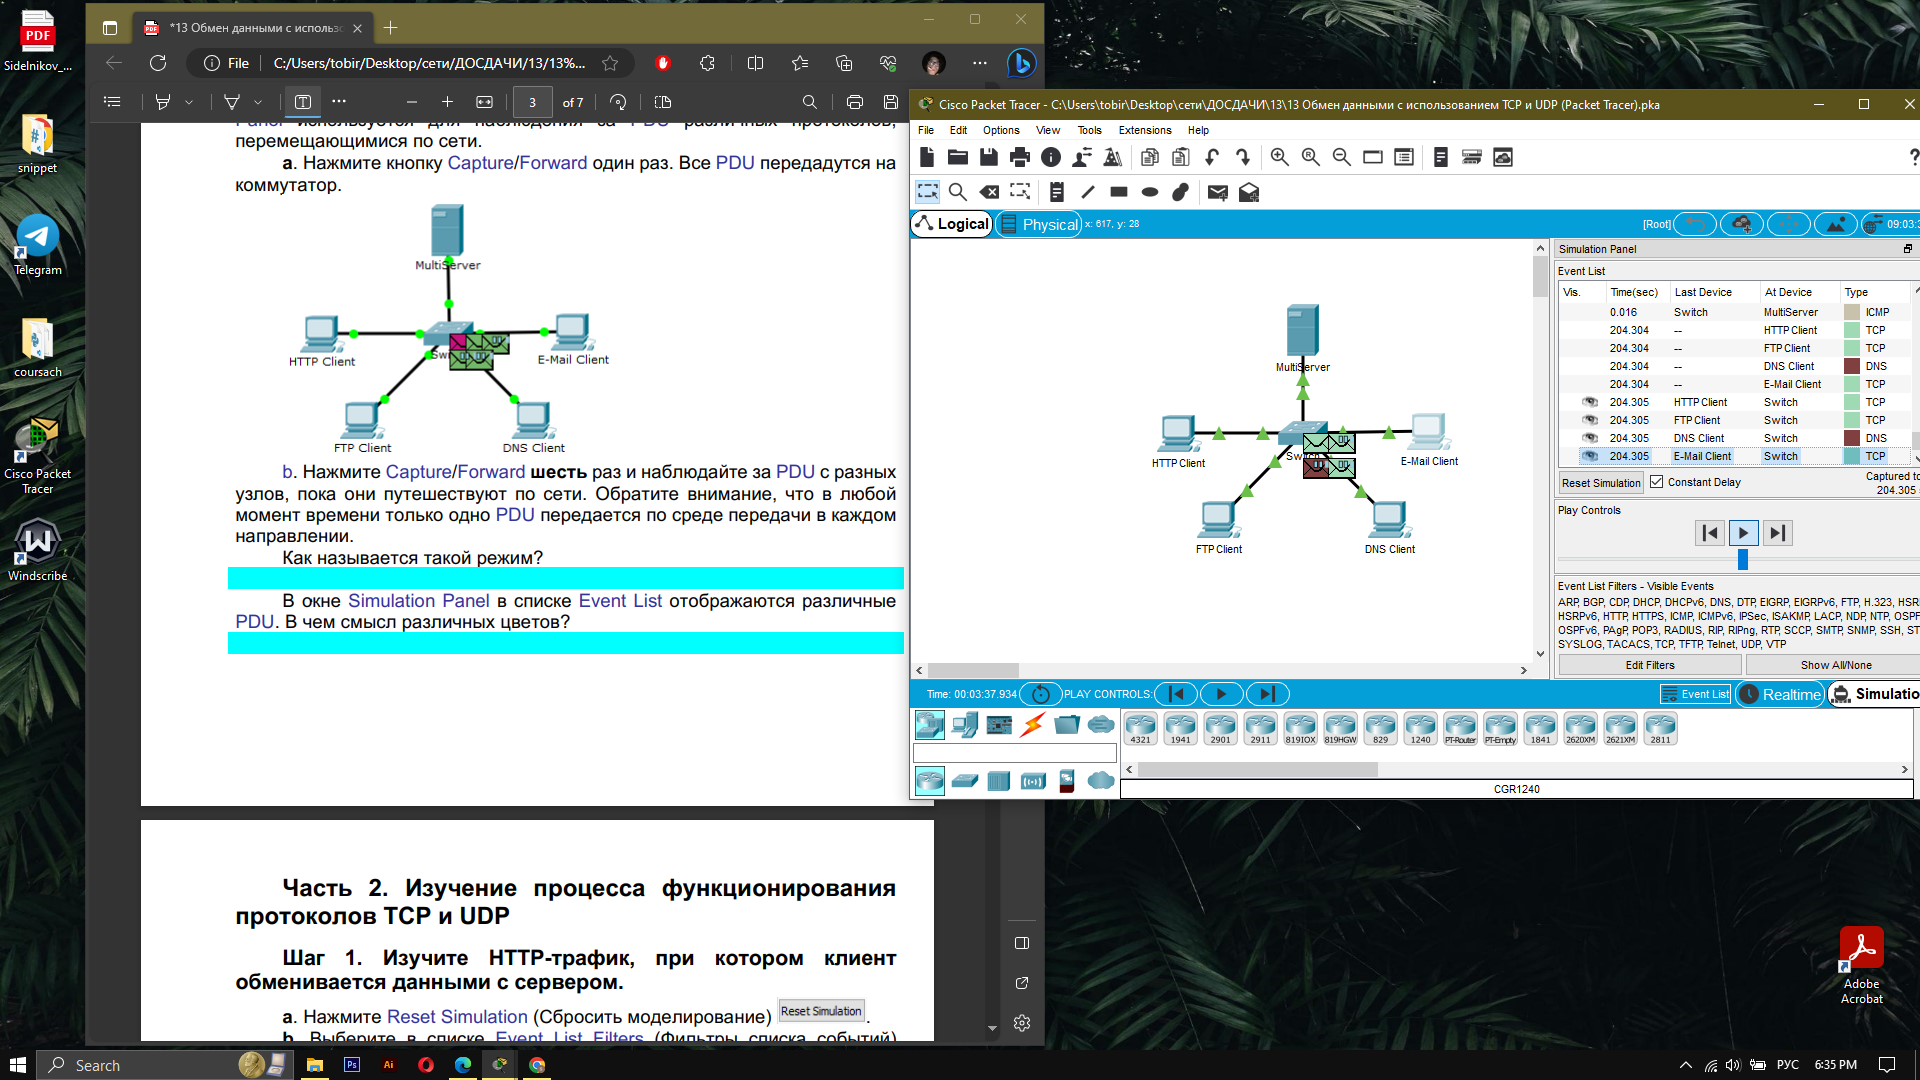 Sidelnikov_...
snippet
Telegram
coursach
Cisco Packet
Tracer
Windscribe
PDF
*13 Обмен данными с использо
File
C:/Users/tobir/Desktop/сети/ДОСДАЧИ/13/13%...
3
of 7
перемещающимися по сети.
a. Нажмите кнопку Capture/Forward один раз. Все PDU передадутся на
коммутатор.
MultiServer
HTTP Client
E-Mail Client
FTP Client
DNS Client
b. Нажмите Capture/Forward шесть раз и наблюдайте за PDU с разных
узлов, пока они путешествуют по сети. Обратите внимание, что в любой
момент времени только одно PDU передается по среде передачи в каждом
направлении.
Как называется такой режим?
В окне Simulation Panel в списке Event List отображаются различные
PDU. В чем смысл различных цветов?
Часть 2. Изучение процесса функционирования
протоколов TCP и UDP
Шаг 1. Изучите HTTP-трафик, при котором клиент
обменивается данными с сервером.
a. Нажмите Reset Simulation (Сбросить моделирование) Reset Simulation .
b. Выберите в списке Event List Filters (Фильтры списка событий)
Cisco Packet Tracer - C:\Users\tobir\Desktop\сети\ДОСДАЧИ\13\13 Обмен данными с использованием TCP и UDP (Packet Tracer).pka
File Edit Options View Tools Extensions Help
Logical Physical x: 617, y: 28
[Root]
09:03:3
MultiServer
HTTP Client
E-Mail Client
FTP Client
DNS Client
Simulation Panel
Event List
Vis. Time(sec) Last Device At Device Type
0.016 Switch MultiServer ICMP
204.304 -- HTTP Client TCP
204.304 -- FTP Client TCP
204.304 -- DNS Client DNS
204.304 -- E-Mail Client TCP
204.305 HTTP Client Switch TCP
204.305 FTP Client Switch TCP
204.305 DNS Client Switch DNS
204.305 E-Mail Client Switch TCP
Reset Simulation Constant Delay
Captured to
204.305
Play Controls
Event List Filters - Visible Events
ARP, BGP, CDP, DHCP, DHCPv6, DNS, DTP, EIGRP, EIGRPv6, FTP, H.323, HSR
HSRPv6, HTTP, HTTPS, ICMP, ICMPv6, IPSec, ISAKMP, LACP, NDP, NTP, OSPF
OSPFv6, PAgP, POP3, RADIUS, RIP, RIPng, RTP, SCCP, SMTP, SNMP, SSH, ST
SYSLOG, TACACS, TCP, TFTP, Telnet, UDP, VTP
Edit Filters Show All/None
Time: 00:03:37.934 PLAY CONTROLS:
Event List Realtime Simulatio
4321 1941 2901 2911 819IOX 819HGW 829 1240 PT-Router PT-Empty 1841 2620XM 2621XM 2811
CGR1240
Adobe
Acrobat
Search
Ps
Ai
РУС
6:35 PM